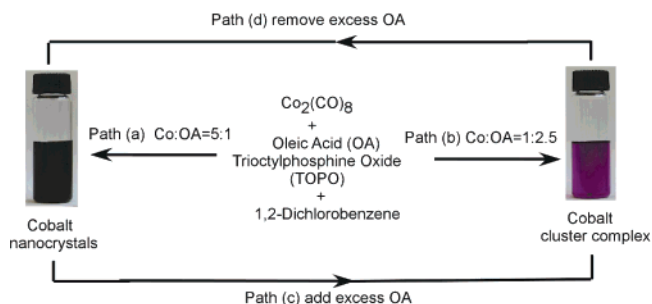 Path (d) remove excess OA
Co2(CO)8
+
Oleic Acid (OA)
Trioctylphosphine Oxide
(TOPO)
+
1,2-Dichlorobenzene
Path (a) Co:OA=5:1
Path (b) Co:OA=1:2.5
Cobalt
nanocrystals
Cobalt
cluster complex
Path (c) add excess OA